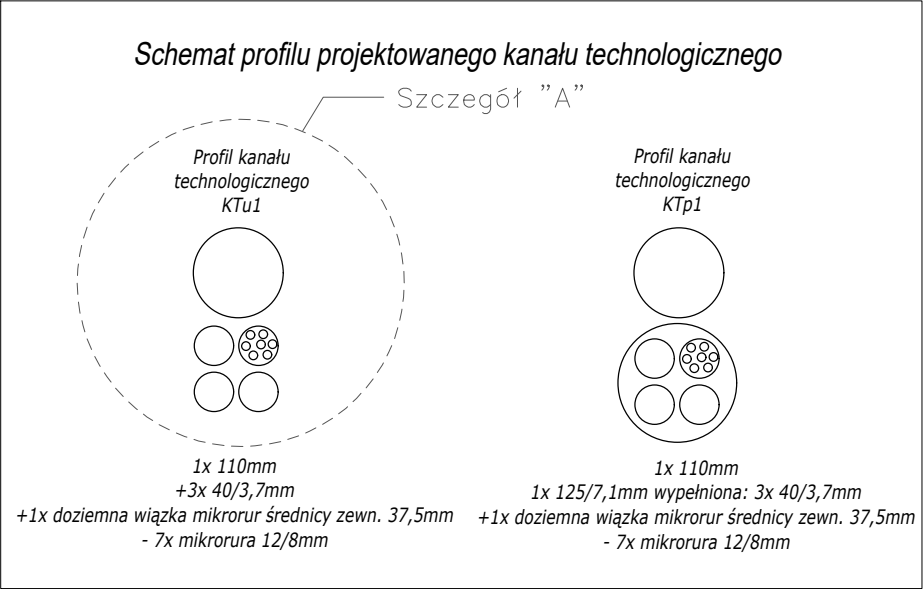 Schemat profilu projektowanego kanału technologicznego
Szczegół "A"
Profil kanału
technologicznego
KTu1
1x 110mm
+3x 40/3,7mm
+1x doziemna wiązka mikrorur średnicy zewn. 37,5mm
- 7x mikrorura 12/8mm
Profil kanału
technologicznego
KTp1
1x 110mm
1x 125/7,1mm wypełniona: 3x 40/3,7mm
+1x doziemna wiązka mikrorur średnicy zewn. 37,5mm
- 7x mikrorura 12/8mm